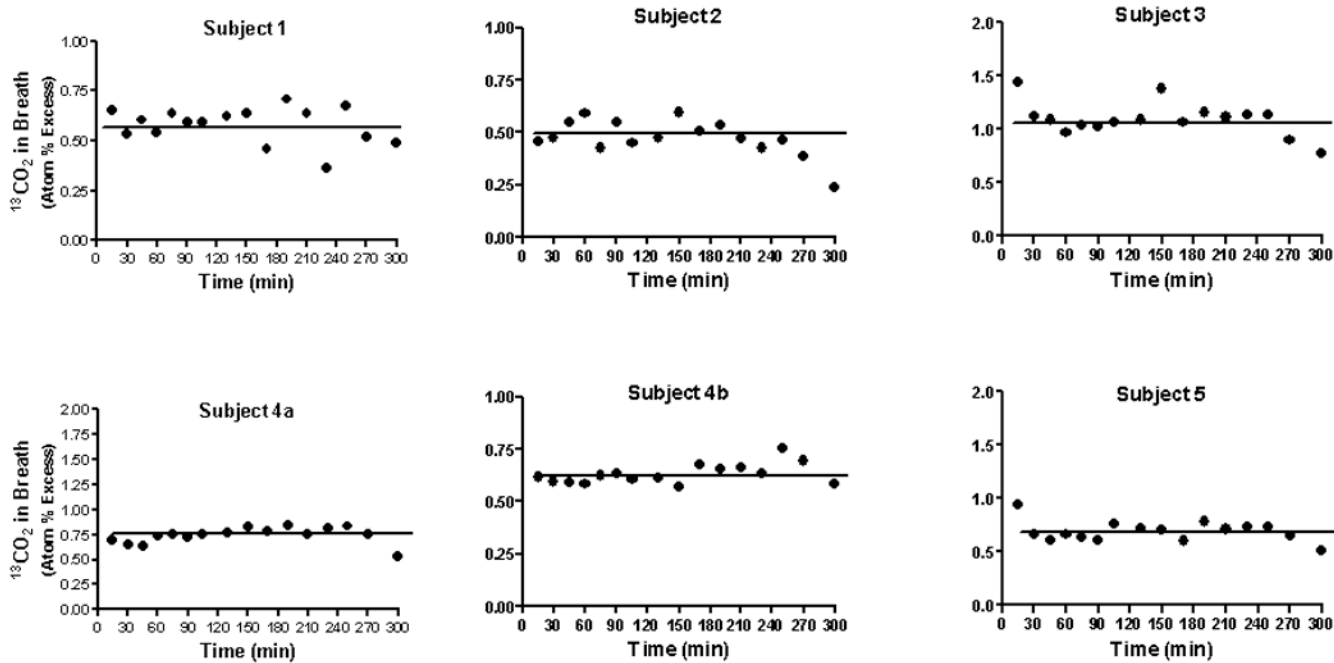 Subject 1
¹³CO₂ in Breath
(Atom % Excess)
1.00
0.75
0.50
0.25
0.00
0 30 60 90 120 150 180 210 240 270 300
Time (min)
Subject 2
1.00
0.75
0.50
0.25
0.00
0 30 60 90 120 150 180 210 240 270 300
Time (min)
Subject 3
2.0
1.5
1.0
0.5
0.0
0 30 60 90 120 150 180 210 240 270 300
Time (min)
Subject 4a
¹³CO₂ in Breath
(Atom % Excess)
2.00
1.75
1.50
1.25
1.00
0.75
0.50
0.25
0.00
0 30 60 90 120 150 180 210 240 270 300
Time (min)
Subject 4b
1.00
0.75
0.50
0.25
0.00
0 30 60 90 120 150 180 210 240 270 300
Time (min)
Subject 5
2.0
1.5
1.0
0.5
0.0
0 30 60 90 120 150 180 210 240 270 300
Time (min)